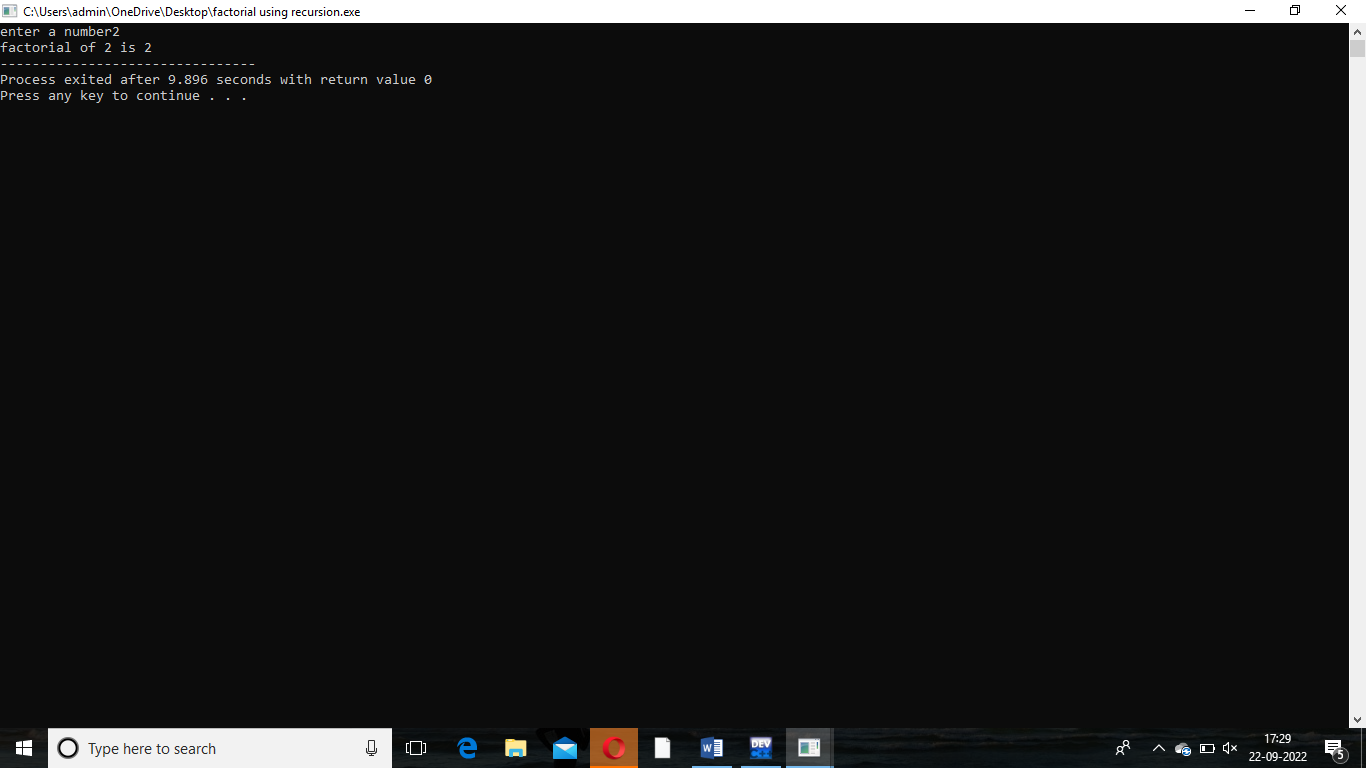 C:\Users\admin\OneDrive\Desktop\factorial using recursion.exe
enter a number2
factorial of 2 is 2
--------------------------------
Process exited after 9.896 seconds with return value 0
Press any key to continue . . .
Type here to search
W
DEV
17:29
22-09-2022
5